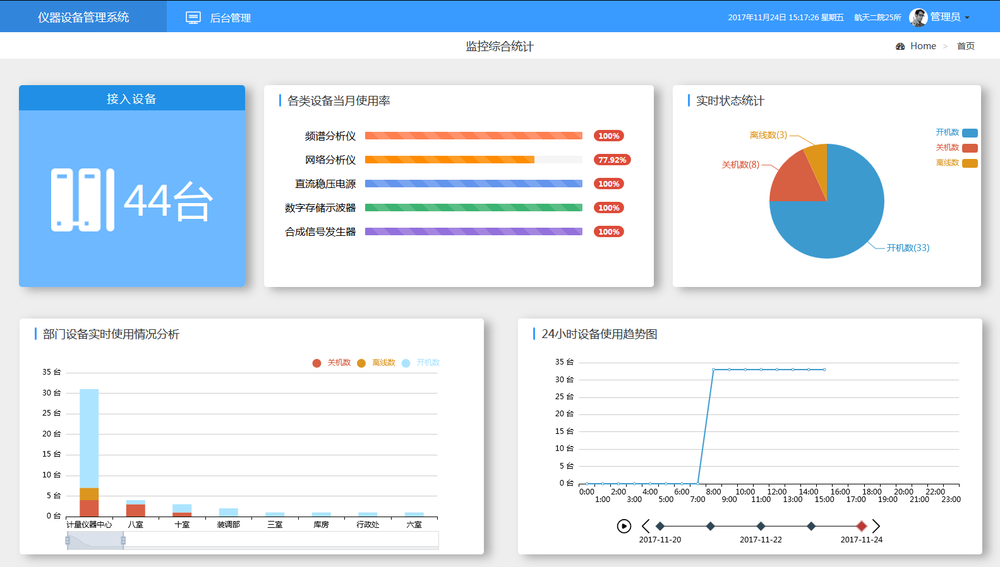 仪器设备管理系统
后台管理
2017年11月24日 15:17:26 星期五
航天二院25所
管理员
监控综合统计
Home > 首页
接入设备
44台
各类设备当月使用率
频谱分析仪 100%
网络分析仪 77.92%
直流稳压电源 100%
数字存储示波器 100%
合成信号发生器 100%
实时状态统计
开机数
关机数
离线数
离线数(3)
关机数(8)
开机数(33)
部门设备实时使用情况分析
关机数 离线数 开机数
35 台
30 台
25 台
20 台
15 台
10 台
5 台
0 台
计量仪器中心 八室 十室 装调部 三室 库房 行政处 六室
24小时设备使用趋势图
35 台
30 台
25 台
20 台
15 台
10 台
5 台
0 台
0:00 2:00 4:00 6:00 8:00 10:00 12:00 14:00 16:00 18:00 20:00 22:00
1:00 3:00 5:00 7:00 9:00 11:00 13:00 15:00 17:00 19:00 21:00 23:00
2017-11-20 2017-11-22 2017-11-24